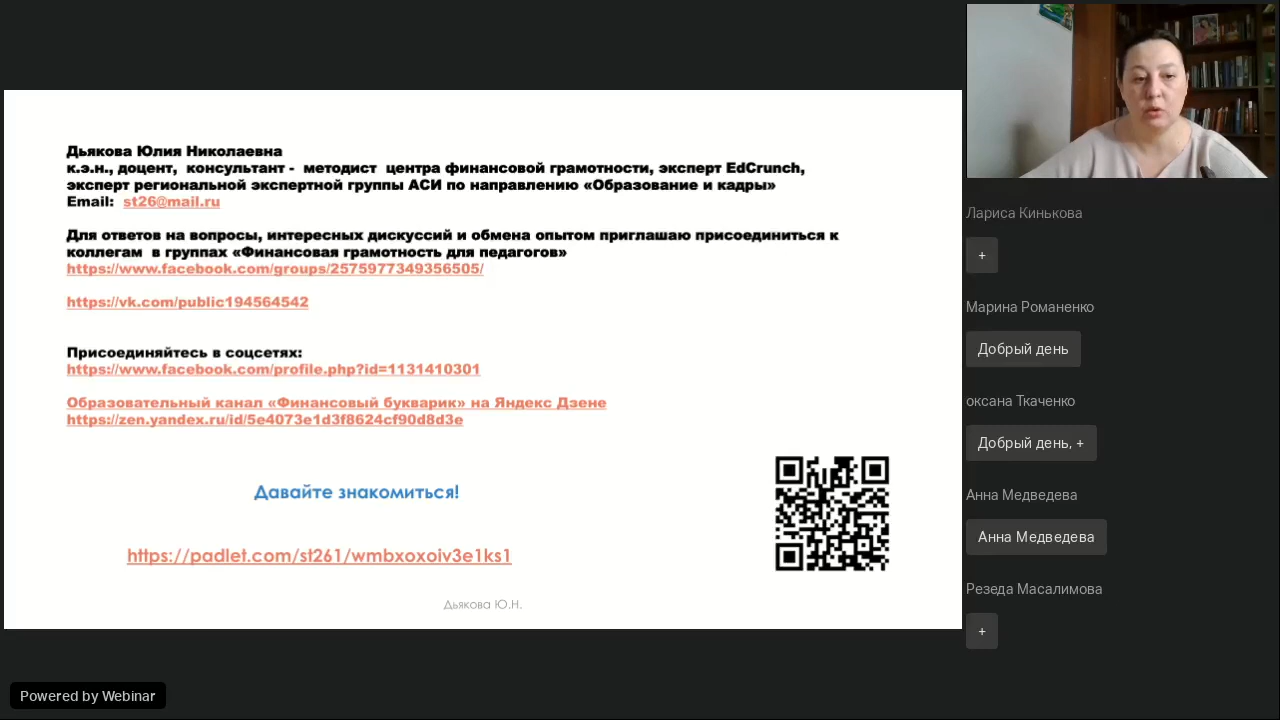 Дьякова Юлия Николаевна
к.э.н., доцент, консультант - методист центра финансовой грамотности, эксперт EdCrunch,
эксперт региональной экспертной группы АСИ по направлению «Образование и кадры»
Email: st26@mail.ru
Для ответов на вопросы, интересных дискуссий и обмена опытом приглашаю присоединиться к
коллегам в группах «Финансовая грамотность для педагогов»
https://www.facebook.com/groups/2575977349356505/
https://vk.com/public194564542
Присоединяйтесь в соцсетях:
https://www.facebook.com/profile.php?id=1131410301
Образовательный канал «Финансовый букварик» на Яндекс Дзене
https://zen.yandex.ru/id/5e4073e1d3f8624cf90d8d3e
Давайте знакомиться!
https://padlet.com/st261/wmbxoxoiv3e1ks1
Дьякова Ю.Н.
Лариса Кинькова
+
Марина Романенко
Добрый день
оксана Ткаченко
Добрый день, +
Анна Медведева
Анна Медведева
Резеда Масалимова
+
Powered by Webinar